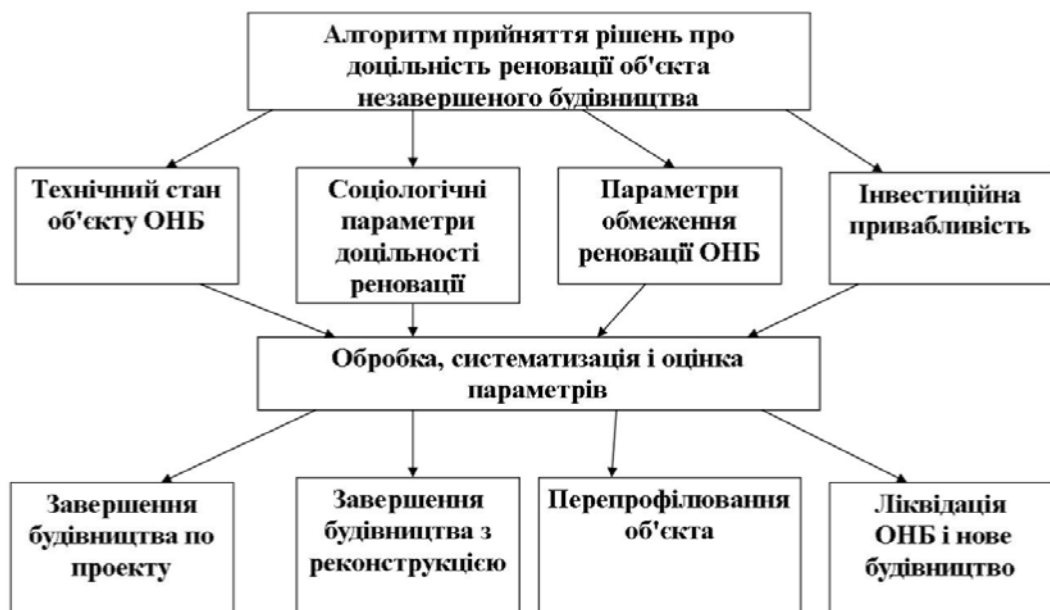 Алгоритм прийняття рішень про
доцільність реновації об'єкта
незавершеного будівництва
Технічний стан
об'єкту ОНБ
Соціологічні
параметри
доцільності
реновації
Параметри
обмеження
реновації ОНБ
Інвестиційна
привабливість
Обробка, систематизація і оцінка
параметрів
Завершення
будівництва по
проекту
Завершення
будівництва з
реконструкцією
Перепрофілювання
об'єкта
Ліквідація
ОНБ і нове
будівництво